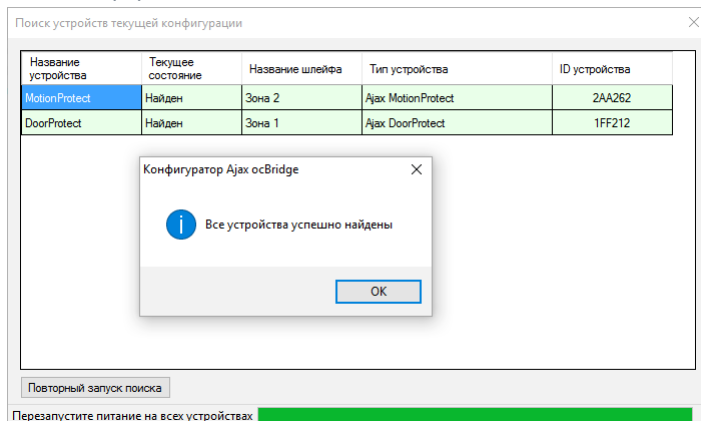 Поиск устройств текущей конфигурации
Название устройства Текущее состояние Название шлейфа Тип устройства ID устройства
MotionProtect Найден Зона 2 Ajax MotionProtect 2AA262
DoorProtect Найден Зона 1 Ajax DoorProtect 1FF212
Конфигуратор Ajax ocBridge
Все устройства успешно найдены
OK
Повторный запуск поиска
Перезапустите питание на всех устройствах